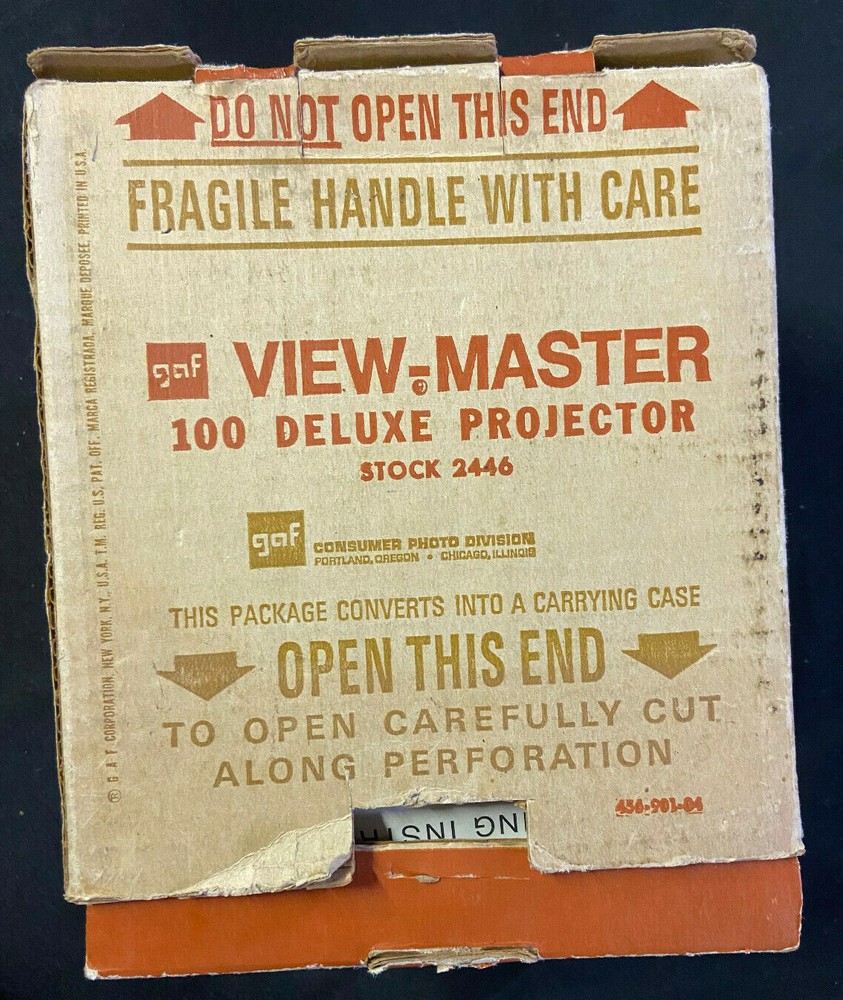 DO NOT OPEN THIS END
FRAGILE HANDLE WITH CARE
gaf VIEW-MASTER
100 DELUXE PROJECTOR
STOCK 2446
gaf CONSUMER PHOTO DIVISION
PORTLAND, OREGON • CHICAGO, ILLINOIS
THIS PACKAGE CONVERTS INTO A CARRYING CASE
OPEN THIS END
TO OPEN CAREFULLY CUT
ALONG PERFORATION
456-901-04
NG INST
® G A F CORPORATION, NEW YORK, N.Y., U.S.A. T.M. REG. U.S. PAT. OFF. MARCA REGISTRADA, MARQUE DEPOSEE, PRINTED IN U.S.A.